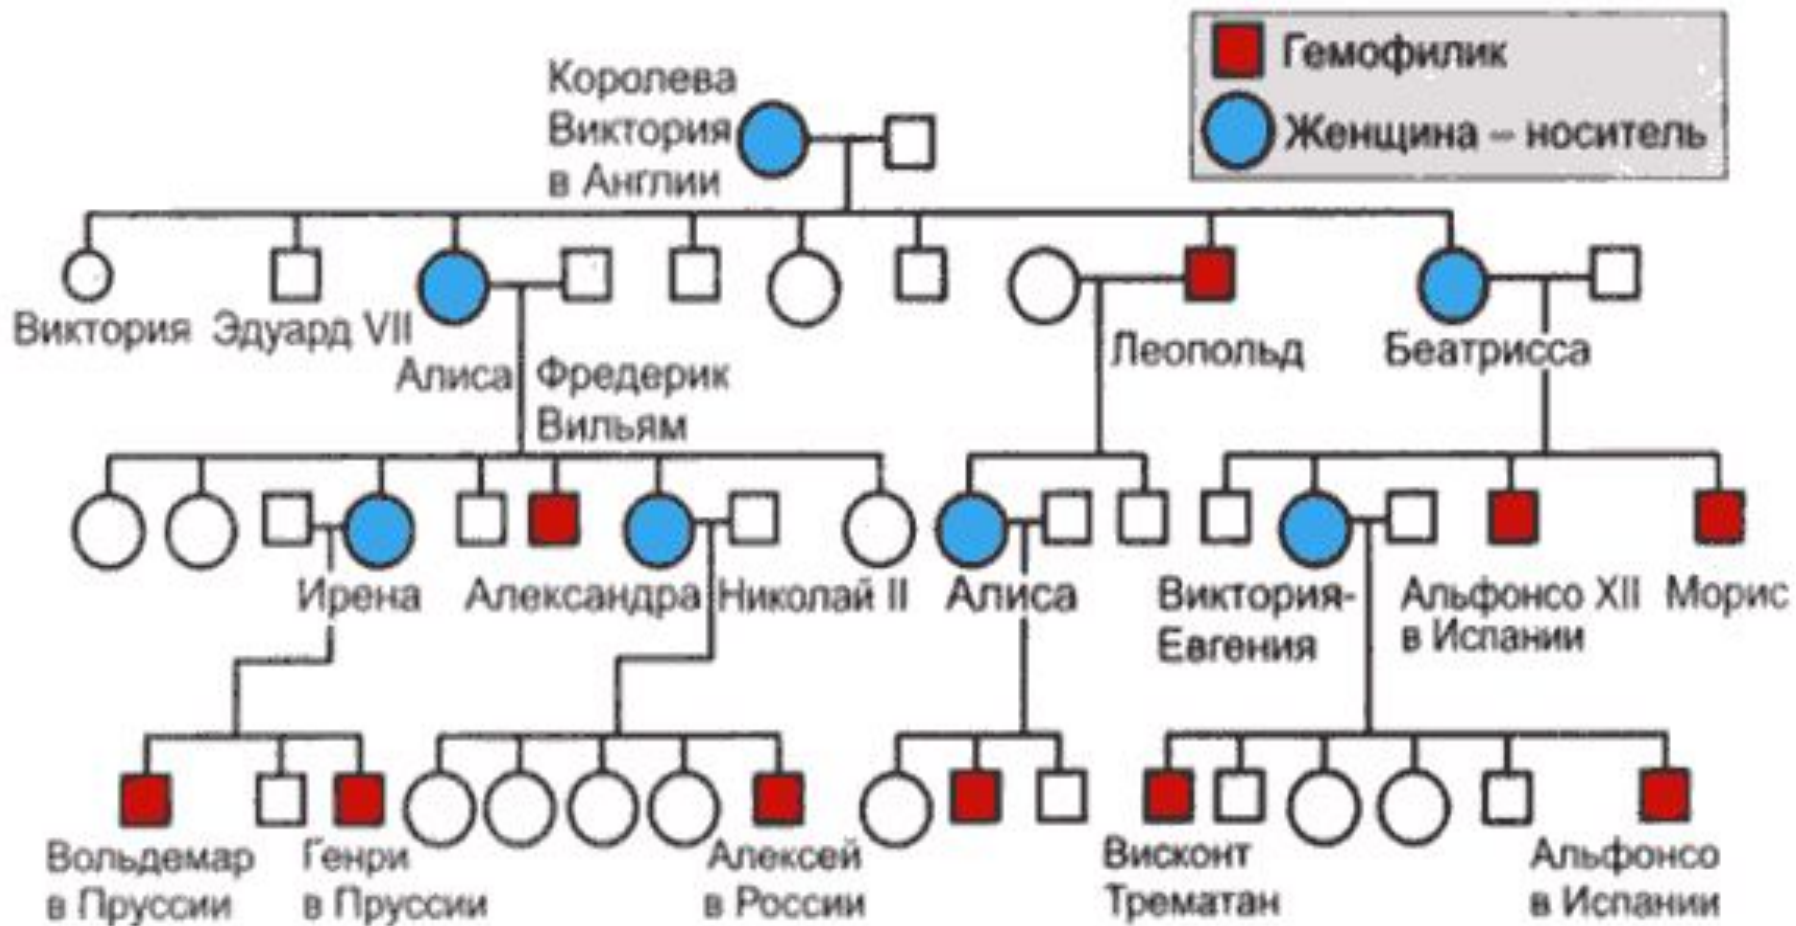 Гемофилик
Женщина - носитель
Королева
Виктория
в Англии
Виктория
Эдуард VII
Алиса
Фредерик
Вильям
Леопольд
Беатрисса
Ирена
Александра
Николай II
Алиса
Виктория-
Евгения
Альфонсо XII
в Испании
Морис
Вольдемар
в Пруссии
Генри
в Пруссии
Алексей
в России
Висконт
Трематан
Альфонсо
в Испании